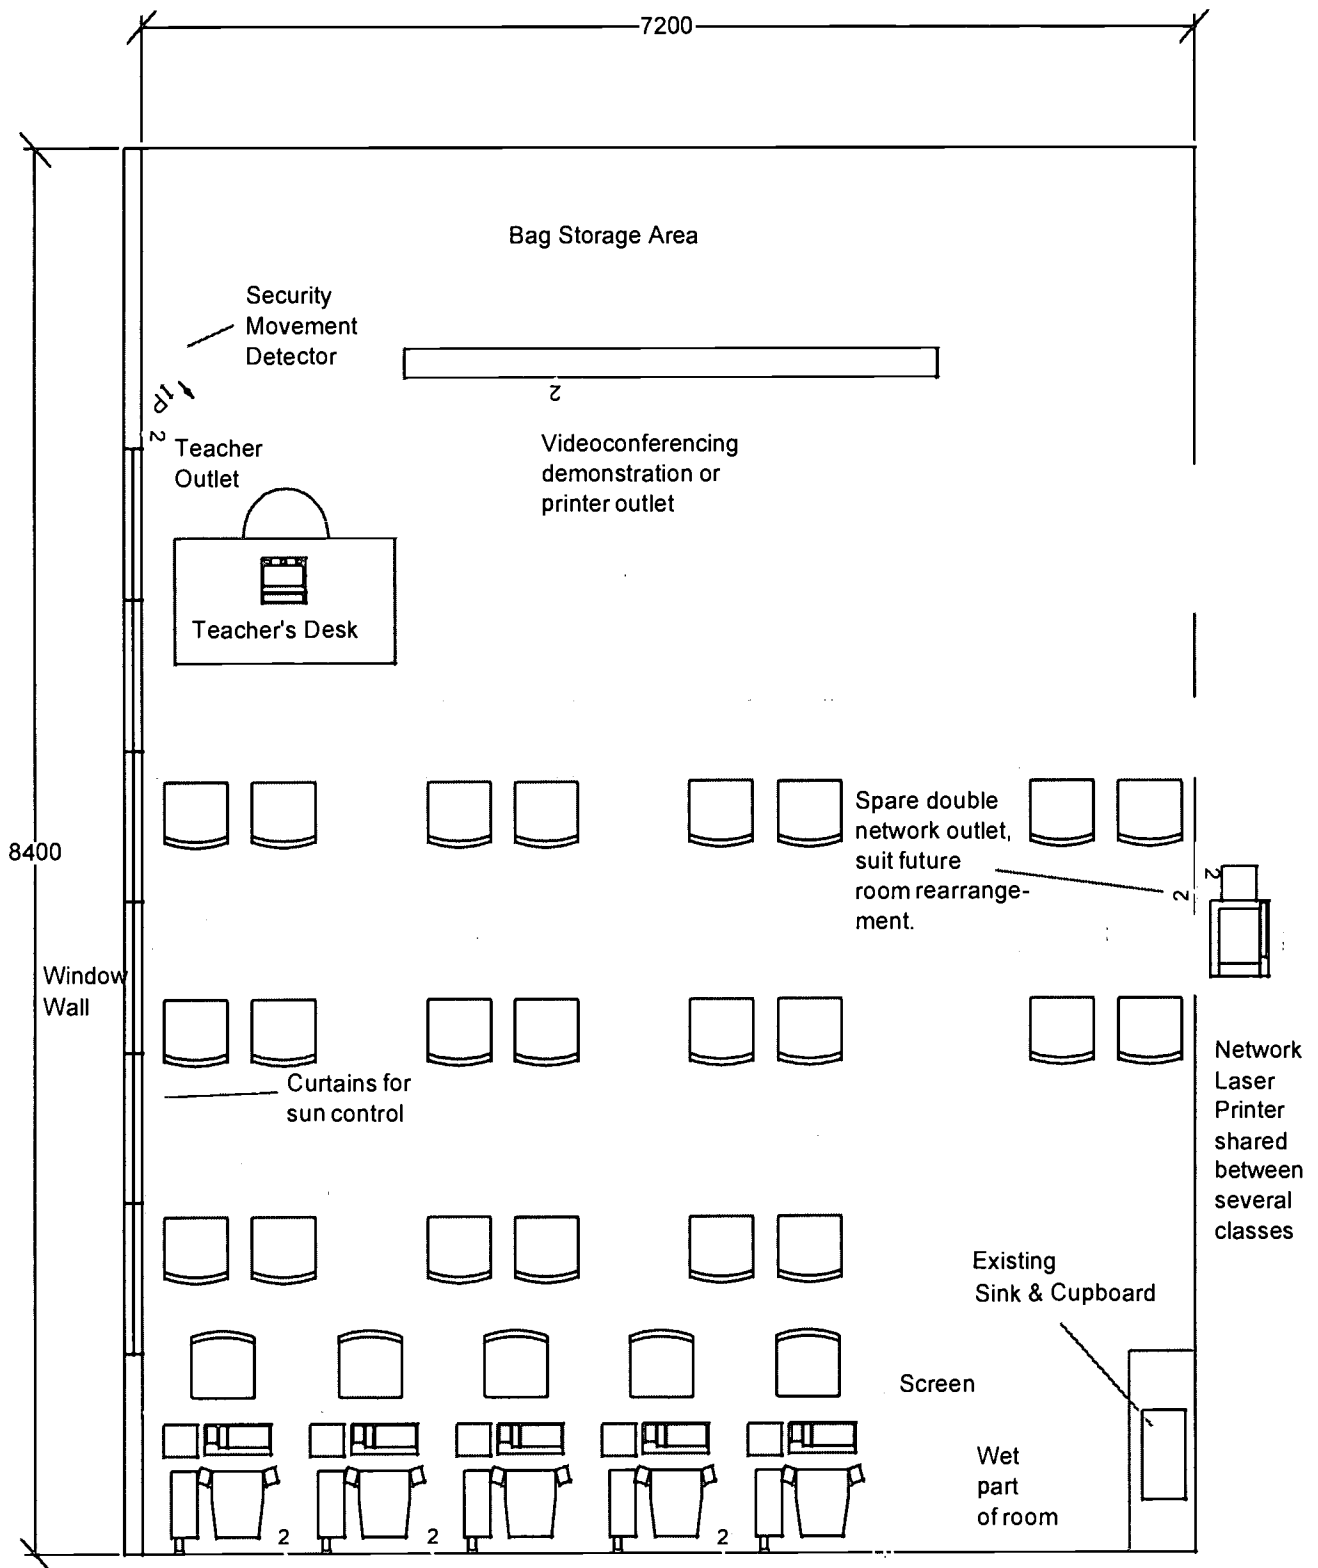 7200
Bag Storage Area
Security
Movement
Detector
2
1P
2
Teacher
Outlet
Videoconferencing
demonstration or
printer outlet
Teacher's Desk
Spare double
network outlet,
suit future
room rearrange-
ment.
2
2
8400
Window
Wall
Curtains for
sun control
Network
Laser
Printer
shared
between
several
classes
Existing
Sink & Cupboard
Screen
Wet
part
of room
2
2
2